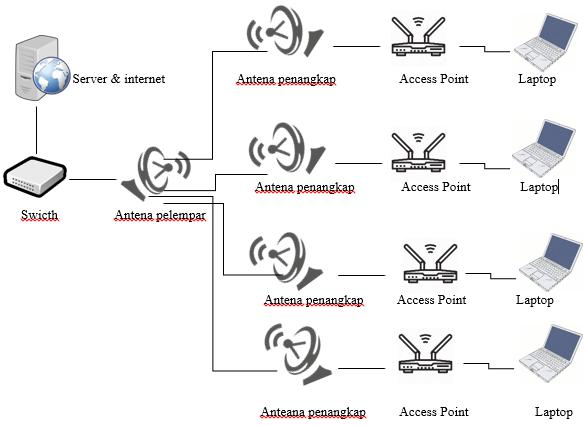 Server & internet
Antena penangkap Access Point Laptop
Antena penangkap Access Point Laptop
Swicth Antena pelempar
Antena penangkap Access Point Laptop
Anteana penangkap Access Point Laptop